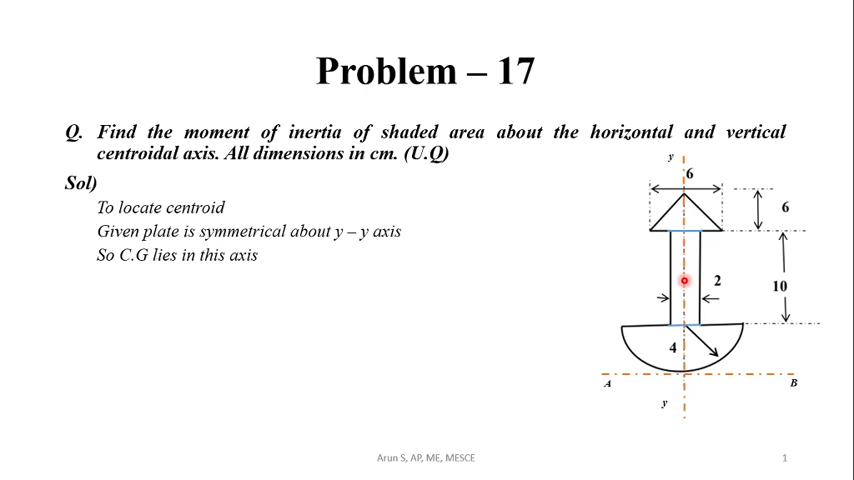 Problem – 17
Q. Find the moment of inertia of shaded area about the horizontal and vertical
centroidal axis. All dimensions in cm. (U.Q)
Sol)
To locate centroid
Given plate is symmetrical about y – y axis
So C.G lies in this axis
y
6
6
2
10
4
A
B
y
Arun S, AP, ME, MESCE
1